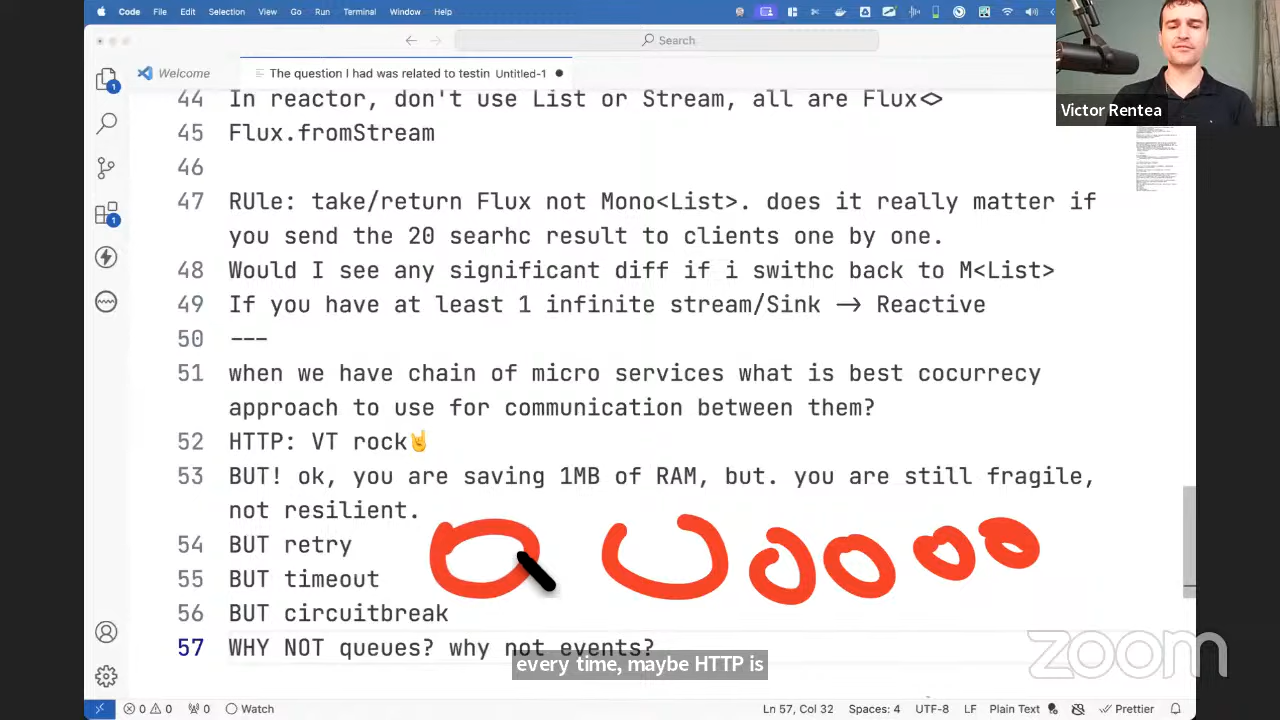 Code File Edit Selection View Go Run Terminal Window Help
Search
Victor Rentea
Welcome
The question I had was related to testin Untitled-1
44 In reactor, don't use List or Stream, all are Flux<>
45 Flux.fromStream
46
47 RUle: take/return Flux not Mono<List>. does it really matter if
you send the 20 searhc result to clients one by one.
48 Would I see any significant diff if i swithc back to M<List>
49 If you have at least 1 infinite stream/Sink -> Reactive
50 ---
51 when we have chain of micro services what is best cocurrecy
approach to use for communication between them?
52 HTTP: VT rock🤘
53 BUT! ok, you are saving 1MB of RAM, but. you are still fragile,
not resilient.
54 BUT retry
55 BUT timeout
56 BUT circuitbreak
57 WHY NOT queues? why not events?
every time, maybe HTTP is
zoom
0 0 0 Watch
Ln 57, Col 32 Spaces: 4 UTF-8 LF Plain Text Prettier